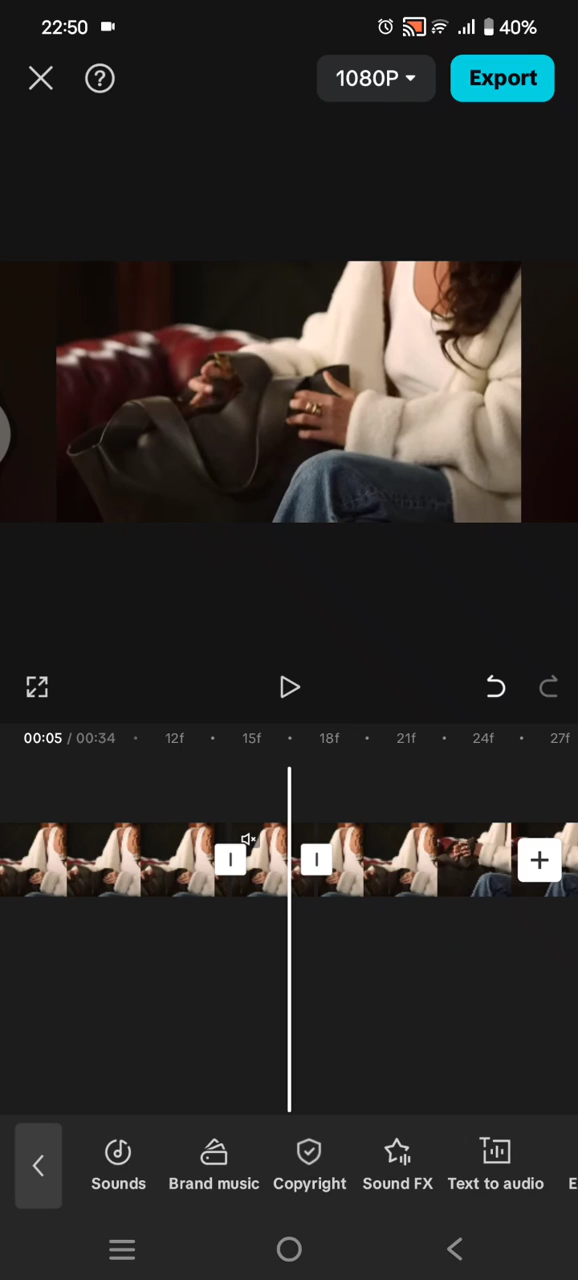 22:50 40%
1080P Export
00:05 / 00:34 12f 15f 18f 21f 24f 27f
Sounds Brand music Copyright Sound FX Text to audio E